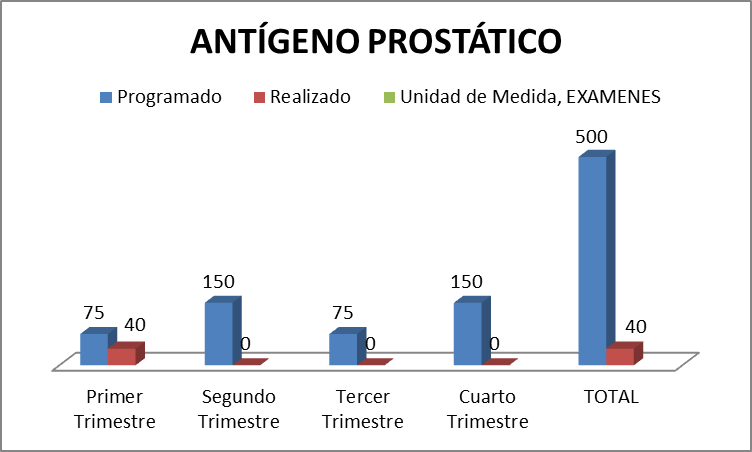 ANTÍGENO PROSTÁTICO
Programado Realizado Unidad de Medida, EXAMENES
500
150 150
75 75
40 40
0 0 0
Primer Segundo Tercer Cuarto TOTAL
Trimestre Trimestre Trimestre Trimestre